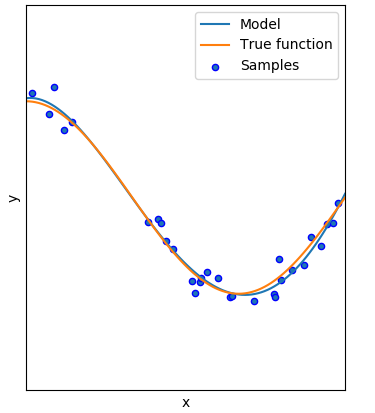 Model
True function
Samples
y
x